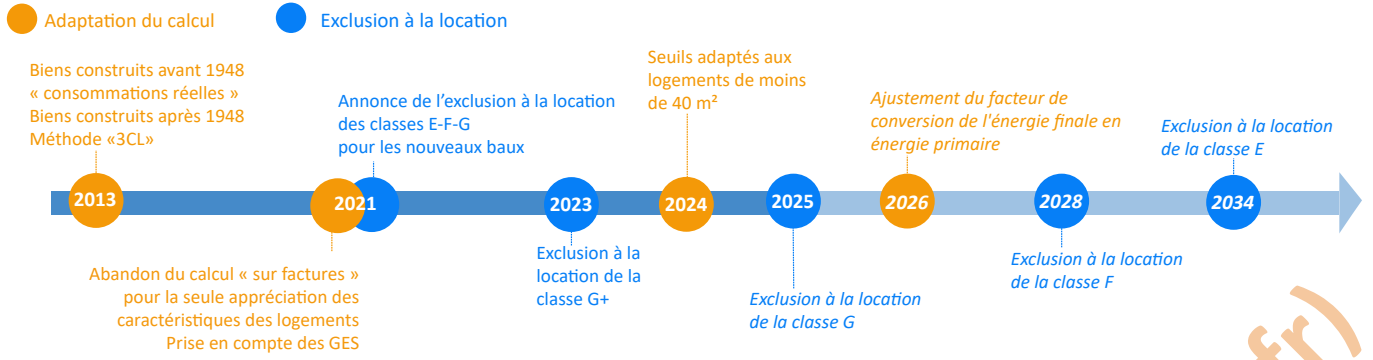 Adaptation du calcul
Exclusion à la location
Biens construits avant 1948
« consommations réelles »
Biens construits après 1948
Méthode «3CL»
Annonce de l'exclusion à la location
des classes E-F-G
pour les nouveaux baux
Seuils adaptés aux
logements de moins
de 40 m²
Ajustement du facteur de
conversion de l'énergie finale en
énergie primaire
Exclusion à la location
de la classe E
2013
2021
2023
2024
2025
2026
2028
2034
Abandon du calcul « sur factures »
pour la seule appréciation des
caractéristiques des logements
Prise en compte des GES
Exclusion à la
location de la
classe G+
Exclusion à la location
de la classe G
Exclusion à la location
de la classe F
fr)